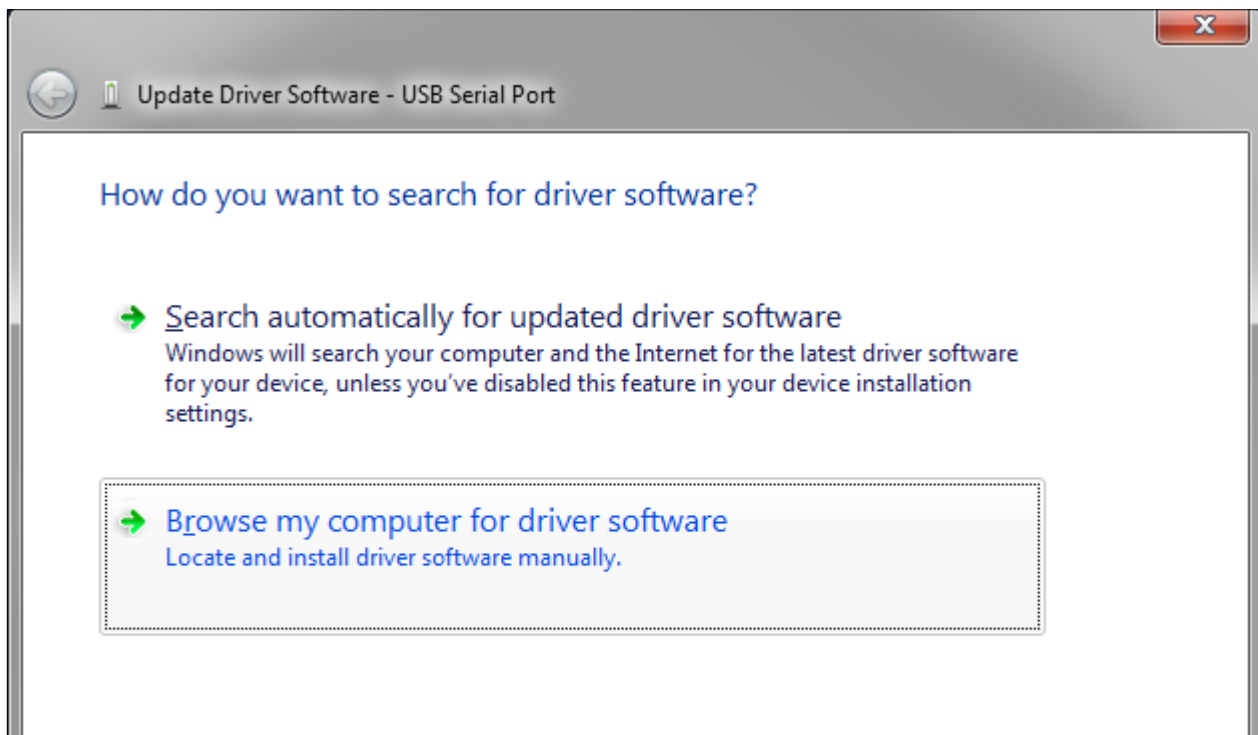 Update Driver Software - USB Serial Port
How do you want to search for driver software?
Search automatically for updated driver software
Windows will search your computer and the Internet for the latest driver software
for your device, unless you've disabled this feature in your device installation
settings.
Browse my computer for driver software
Locate and install driver software manually.